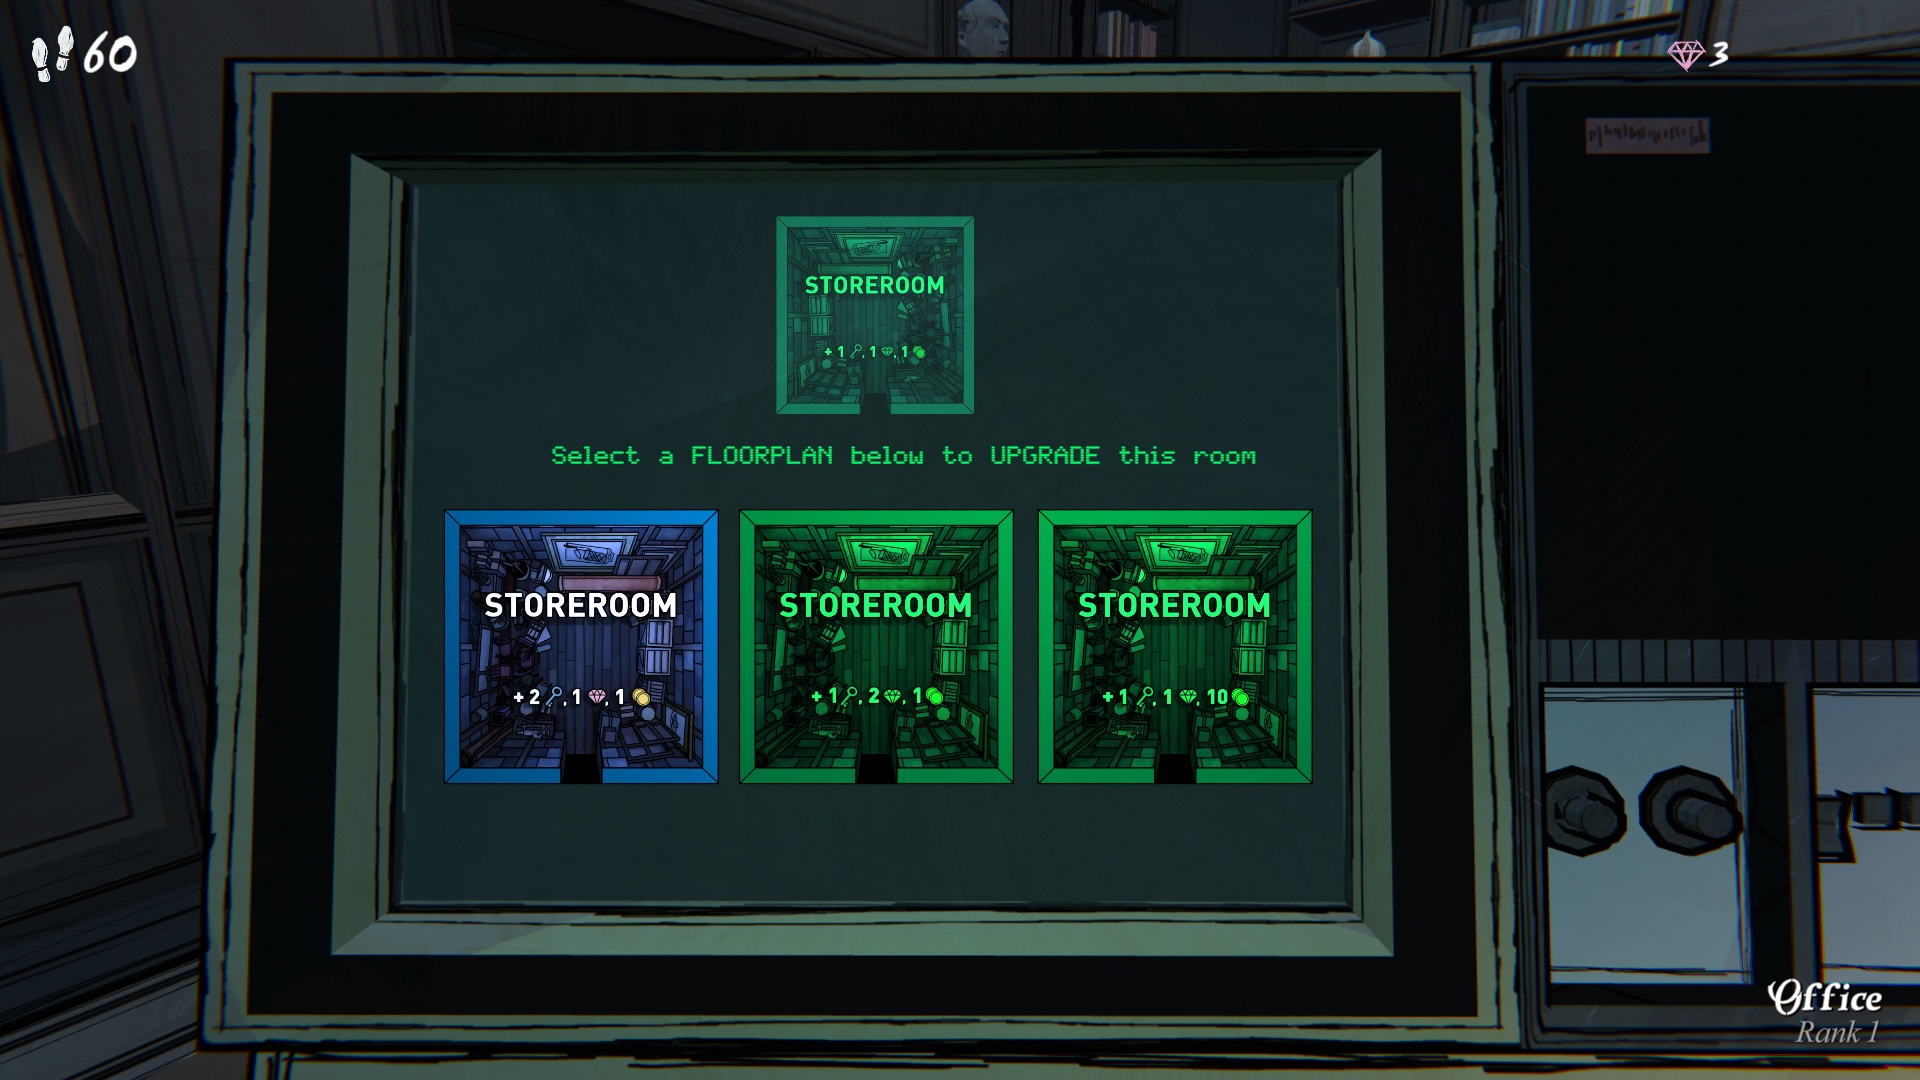 60
3
STOREROOM
+1, 1, 1
Select a FLOORPLAN below to UPGRADE this room
STOREROOM
+2, 1, 1
STOREROOM
+1, 2, 1
STOREROOM
+1, 1, 10
Office
Rank 1